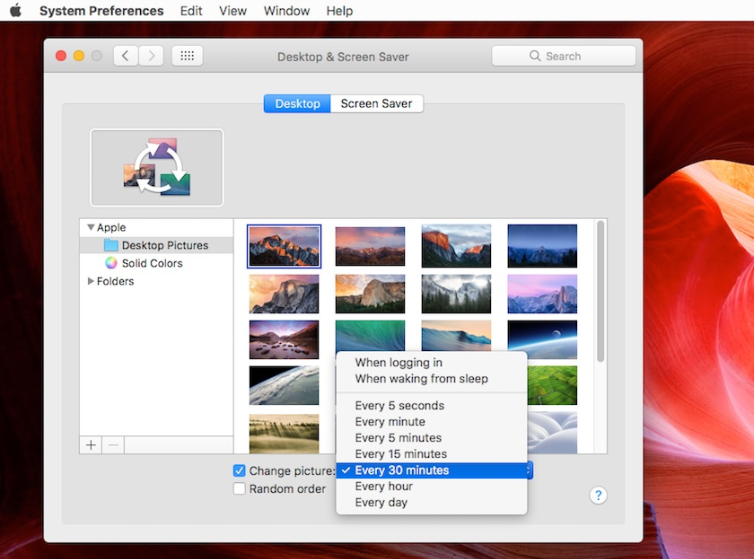 System Preferences Edit View Window Help
Desktop & Screen Saver
Search
Desktop Screen Saver
Apple
Desktop Pictures
Solid Colors
Folders
When logging in
When waking from sleep
Every 5 seconds
Every minute
Every 5 minutes
Every 15 minutes
Change picture: ✓ Every 30 minutes
Random order
Every hour
Every day
?